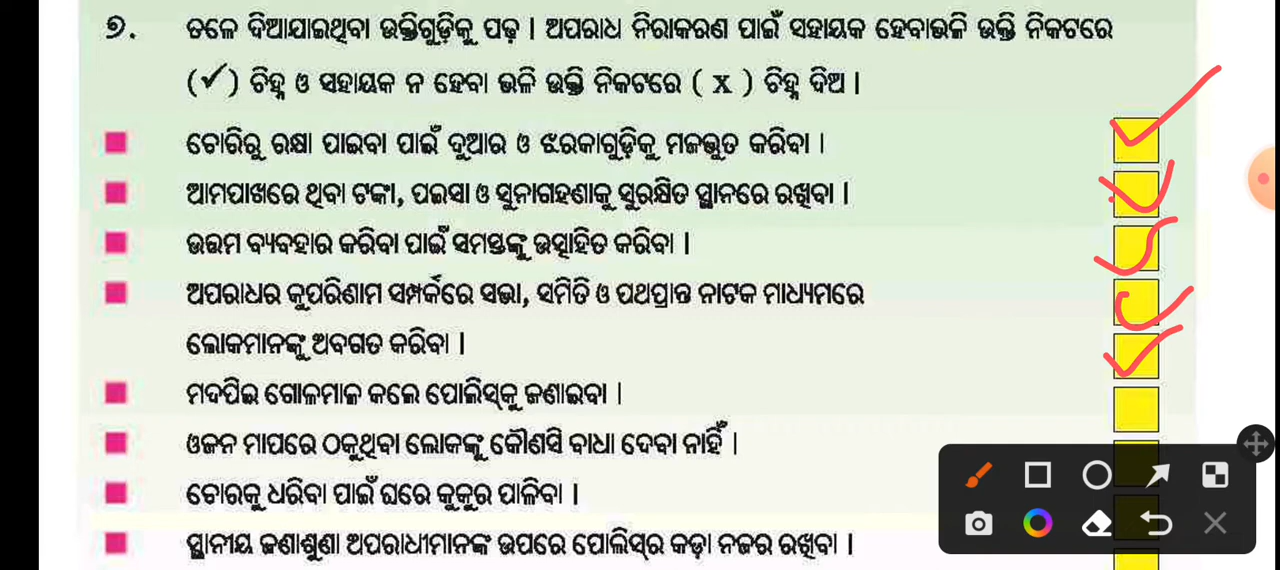 ୭. ତଳେ ଦିଆଯାଇଥିବା ଉକ୍ତିଗୁଡ଼ିକୁ ପଢ଼ । ଅପରାଧ ନିରାକରଣ ପାଇଁ ସହାୟକ ହେବାଭଳି ଉକ୍ତି ନିକଟରେ
(✓) ଚିହ୍ନ ଓ ସହାୟକ ନ ହେବା ଭଳି ଉକ୍ତି ନିକଟରେ ( x ) ଚିହ୍ନ ଦିଅ ।
ଚୋରିରୁ ରକ୍ଷା ପାଇବା ପାଇଁ ଦୁଆର ଓ ଝରକାଗୁଡ଼ିକୁ ମଜଭୁତ କରିବା ।
ଆମପାଖରେ ଥିବା ଟଙ୍କା, ପଇସା ଓ ସୁନାଗହଣାକୁ ସୁରକ୍ଷିତ ସ୍ଥାନରେ ରଖିବା ।
ଉତ୍ତମ ବ୍ୟବହାର କରିବା ପାଇଁ ସମସ୍ତଙ୍କୁ ଉତ୍ସାହିତ କରିବା ।
ଅପରାଧର କୁପରିଣାମ ସମ୍ପର୍କରେ ସଭା, ସମିତି ଓ ପଥପ୍ରାନ୍ତ ନାଟକ ମାଧ୍ୟମରେ
ଲୋକମାନଙ୍କୁ ଅବଗତ କରିବା ।
ମଦପିଇ ଗୋଳମାଳ କଲେ ପୋଲିସ୍‌କୁ ଜଣାଇବା ।
ଓଜନ ମାପରେ ଠକୁଥିବା ଲୋକଙ୍କୁ କୌଣସି ବାଧା ଦେବା ନାହିଁ ।
ଚୋରକୁ ଧରିବା ପାଇଁ ଘରେ କୁକୁର ପାଳିବା ।
ସ୍ଥାନୀୟ ଜଣାଶୁଣା ଅପରାଧୀମାନଙ୍କ ଉପରେ ପୋଲିସ୍‌ର କଡ଼ା ନଜର ରଖିବା ।